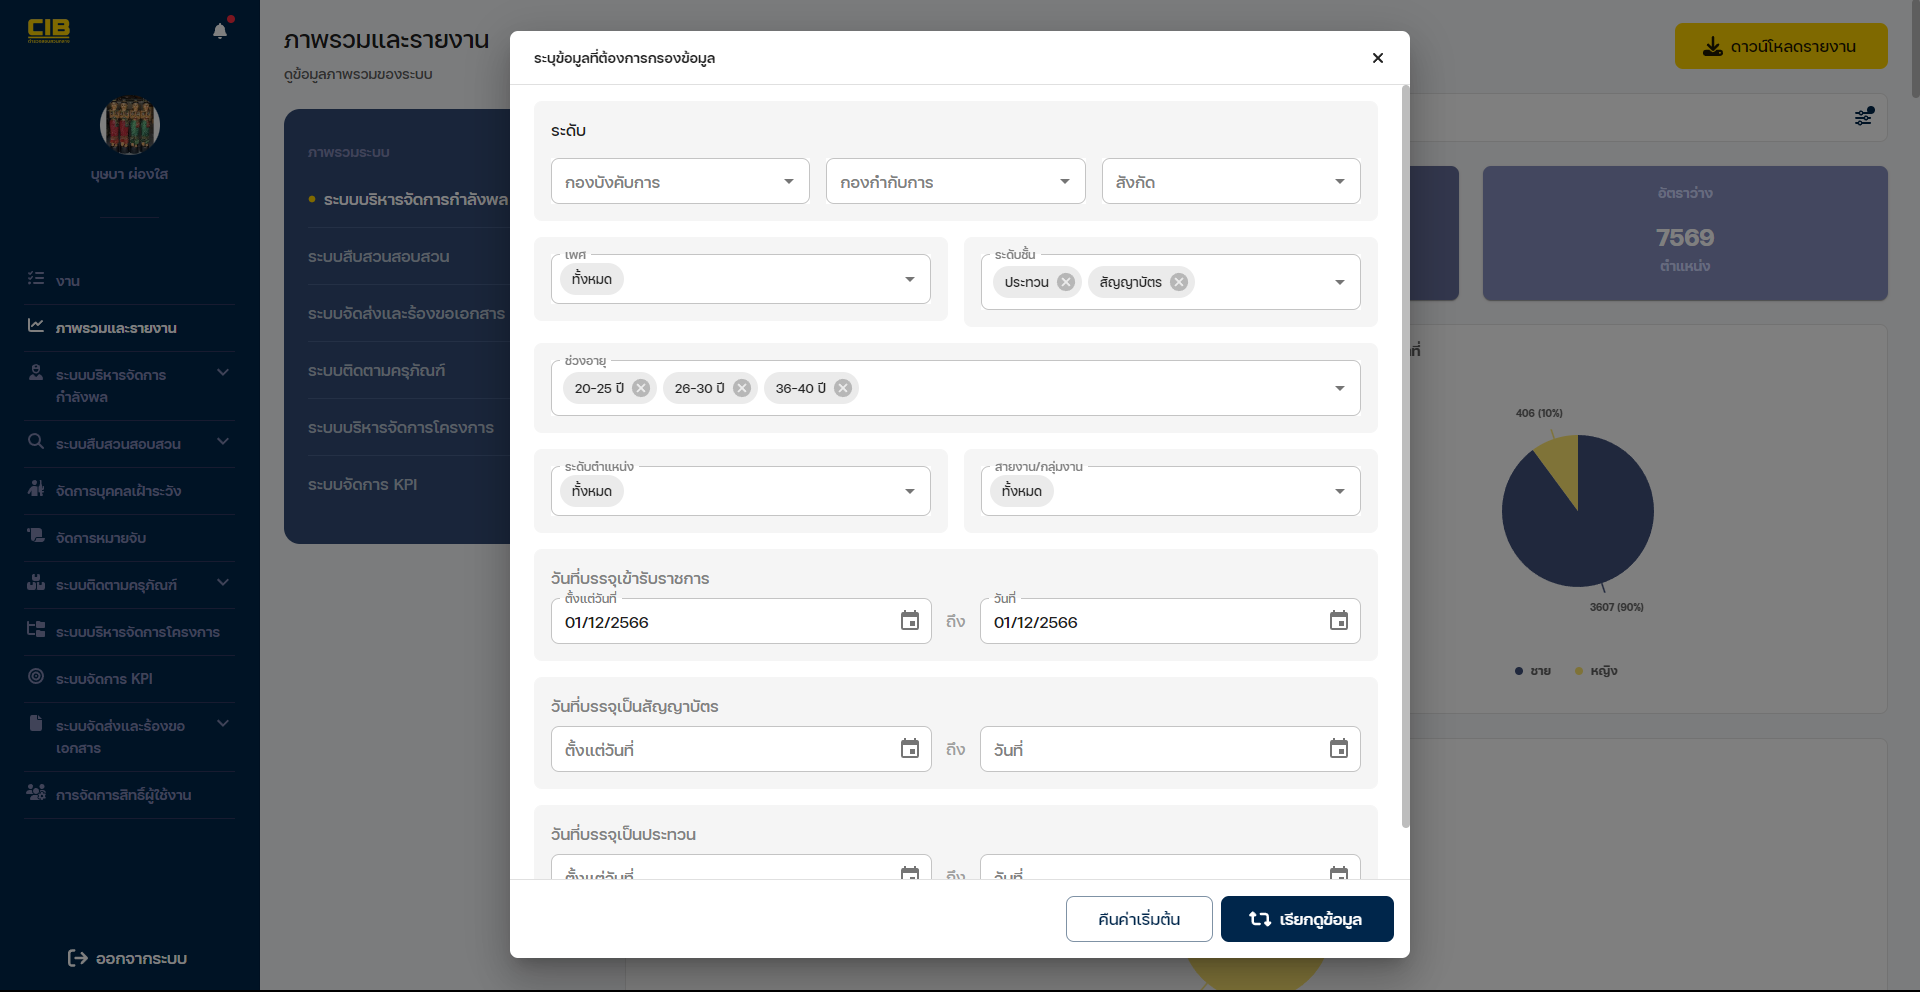 CIB
บุษบา ผ่องใส
งาน
ภาพรวมและรายงาน
ระบบบริหารจัดการ
กำลังพล
ระบบสืบสวนสอบสวน
จัดการบุคคลเฝ้าระวัง
จัดการหมายจับ
ระบบติดตามครุภัณฑ์
ระบบบริหารจัดการโครงการ
ระบบจัดการ KPI
ระบบจัดส่งและร้องขอ
เอกสาร
การจัดการสิทธิ์ผู้ใช้งาน
ออกจากระบบ
ภาพรวมและรายงาน
ดูข้อมูลภาพรวมของระบบ
ดาวน์โหลดรายงาน
ภาพรวมระบบ
ระบบบริหารจัดการกำลังพล
ระบบสืบสวนสอบสวน
ระบบจัดส่งและร้องขอเอกสาร
ระบบติดตามครุภัณฑ์
ระบบบริหารจัดการโครงการ
ระบบจัดการ KPI
ระบุข้อมูลที่ต้องการกรองข้อมูล
ระดับ
กองบังคับการ กองกำกับการ สังกัด
เพศ ระดับชั้น
ทั้งหมด ประทวน สัญญาบัตร
ช่วงอายุ
20-25 ปี 26-30 ปี 36-40 ปี
ระดับตำแหน่ง สายงาน/กลุ่มงาน
ทั้งหมด ทั้งหมด
วันที่บรรจุเข้ารับราชการ
ตั้งแต่วันที่ วันที่
01/12/2566 ถึง 01/12/2566
วันที่บรรจุเป็นสัญญาบัตร
ตั้งแต่วันที่ ถึง วันที่
วันที่บรรจุเป็นประทวน
ตั้งแต่วันที่ ถึง วันที่
คืนค่าเริ่มต้น เรียกดูข้อมูล
อัตราว่าง
7569
ตำแหน่ง
406 (10%)
3607 (90%)
ชาย หญิง